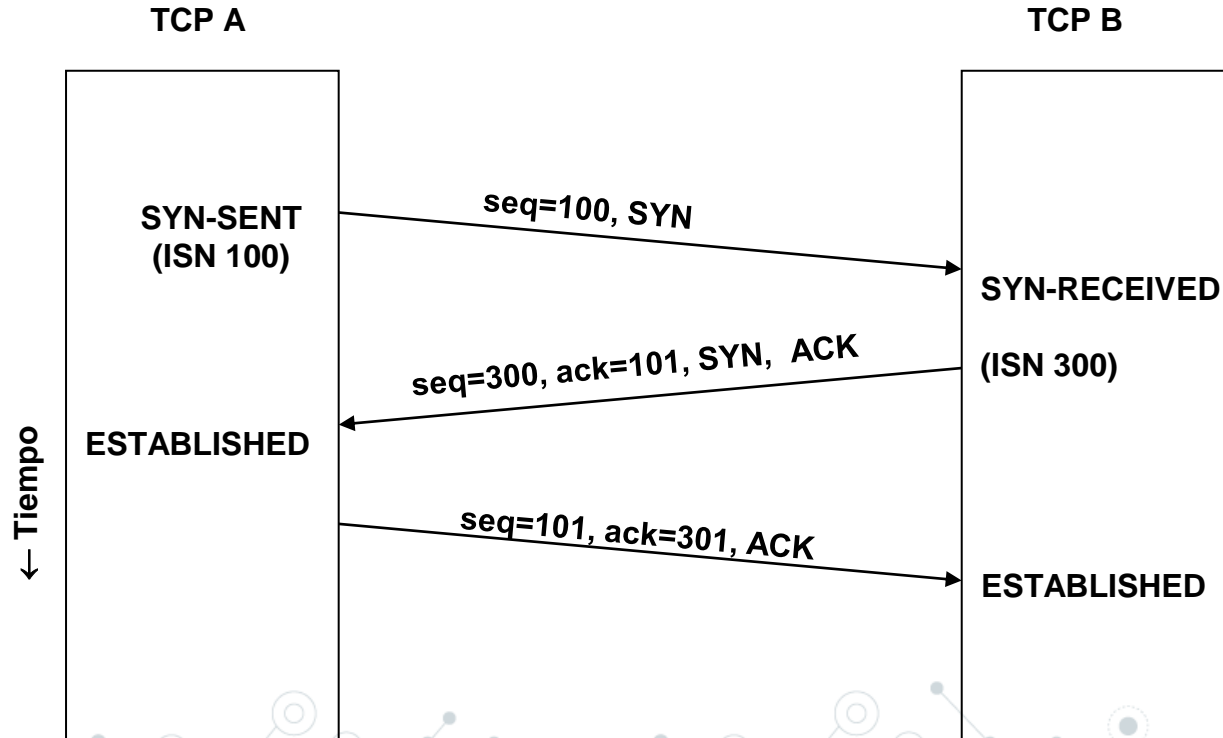 TCP A
TCP B
SYN-SENT
(ISN 100)
seq=100, SYN
SYN-RECEIVED
seq=300, ack=101, SYN, ACK
(ISN 300)
ESTABLISHED
← Tiempo
seq=101, ack=301, ACK
ESTABLISHED